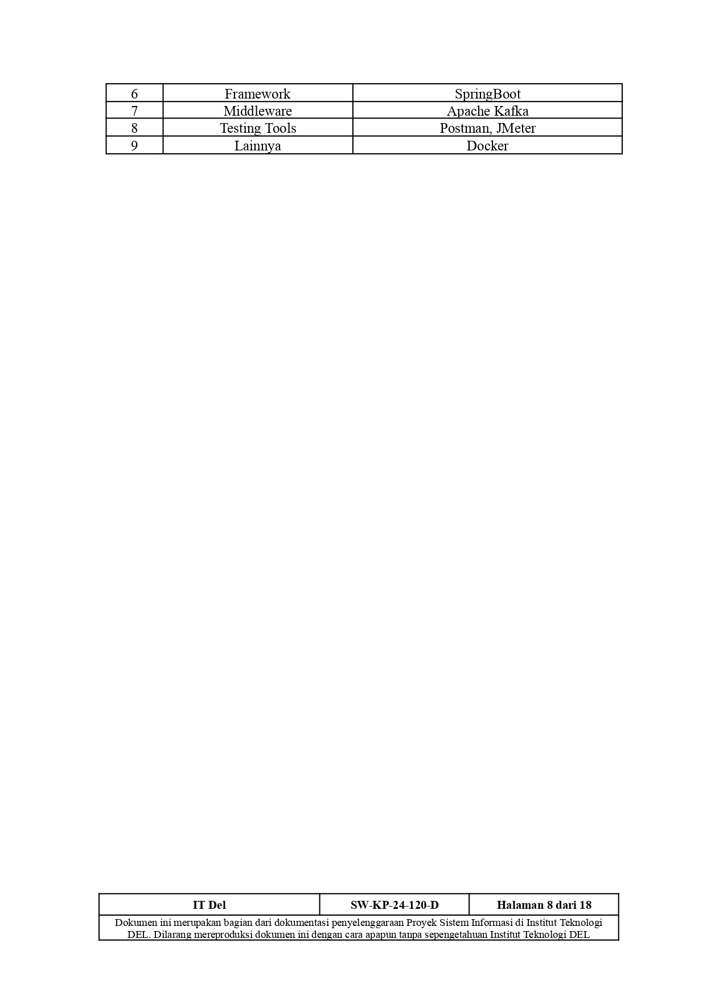 6 Framework SpringBoot
7 Middleware Apache Kafka
8 Testing Tools Postman, JMeter
9 Lainnya Docker
IT Del SW-KP-24-120-D Halaman 8 dari 18
Dokumen ini merupakan bagian dari dokumentasi penyelenggaraan Proyek Sistem Informasi di Institut Teknologi
DEL. Dilarang mereproduksi dokumen ini dengan cara apapun tanpa sepengetahuan Institut Teknologi DEL